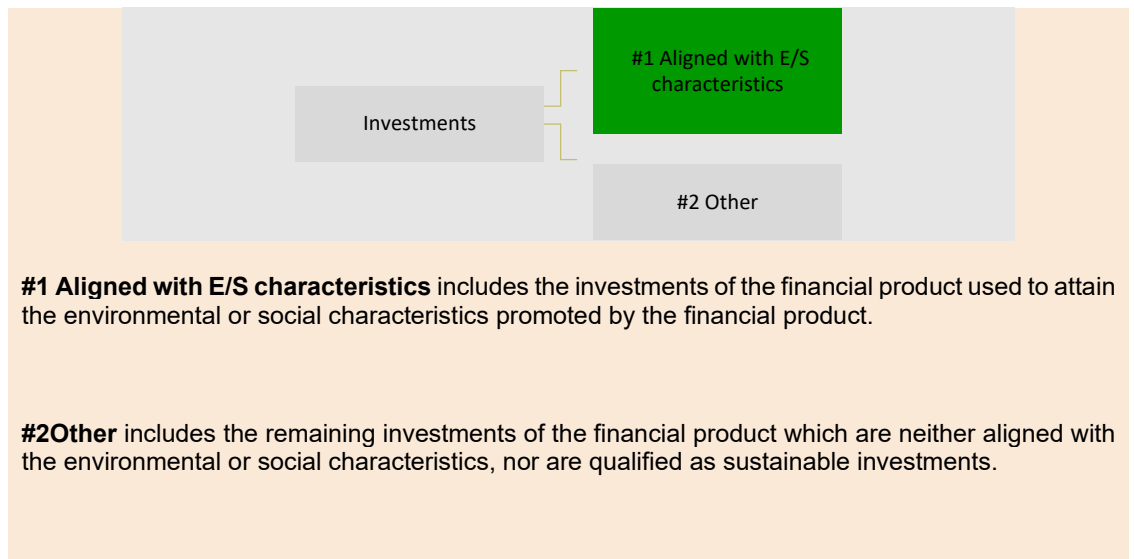 #1 Aligned with E/S
characteristics
Investments
#2 Other
#1 Aligned with E/S characteristics includes the investments of the financial product used to attain
the environmental or social characteristics promoted by the financial product.
#2Other includes the remaining investments of the financial product which are neither aligned with
the environmental or social characteristics, nor are qualified as sustainable investments.